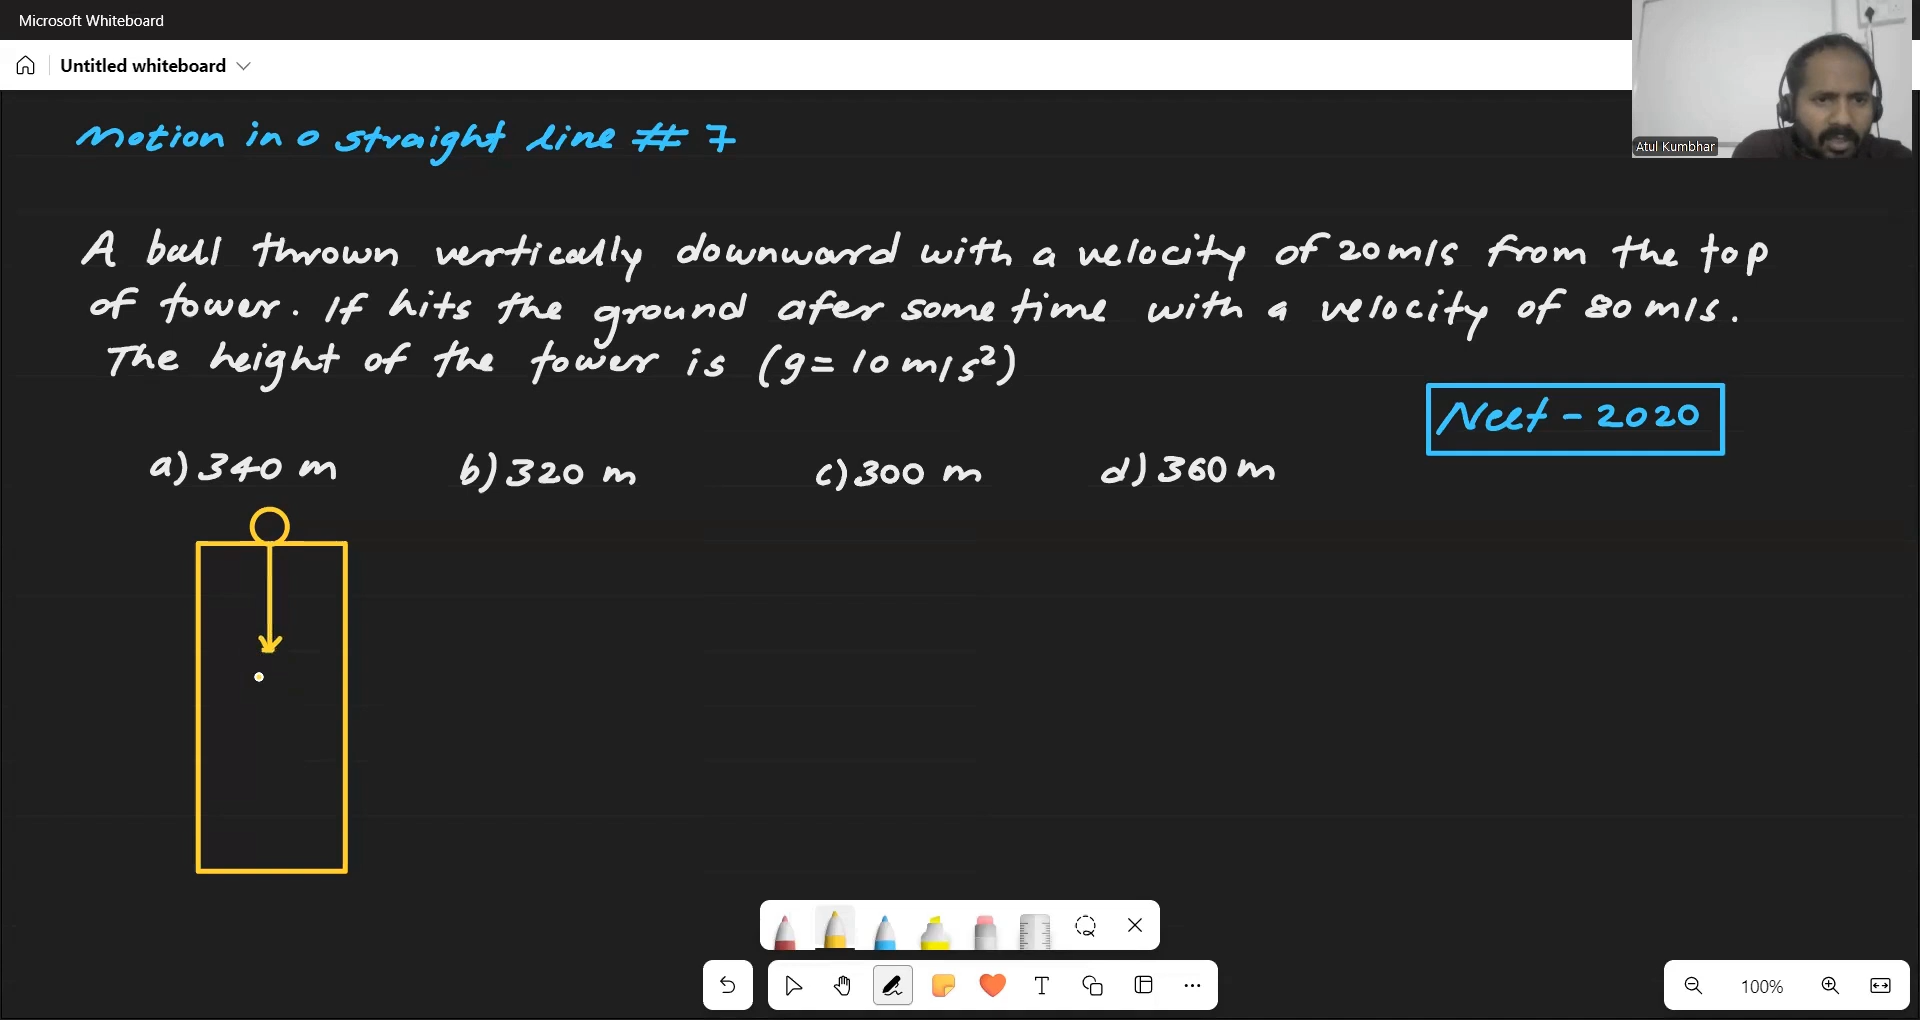 Microsoft Whiteboard
Untitled whiteboard
Atul Kumbhar
Motion in a straight line # 7
A ball thrown vertically downward with a velocity of 20 m/s from the top
of tower. If hits the ground afer some time with a velocity of 80 m/s.
The height of the tower is (g = 10 m/s²)
Neet - 2020
a) 340 m b) 320 m c) 300 m d) 360 m
100%